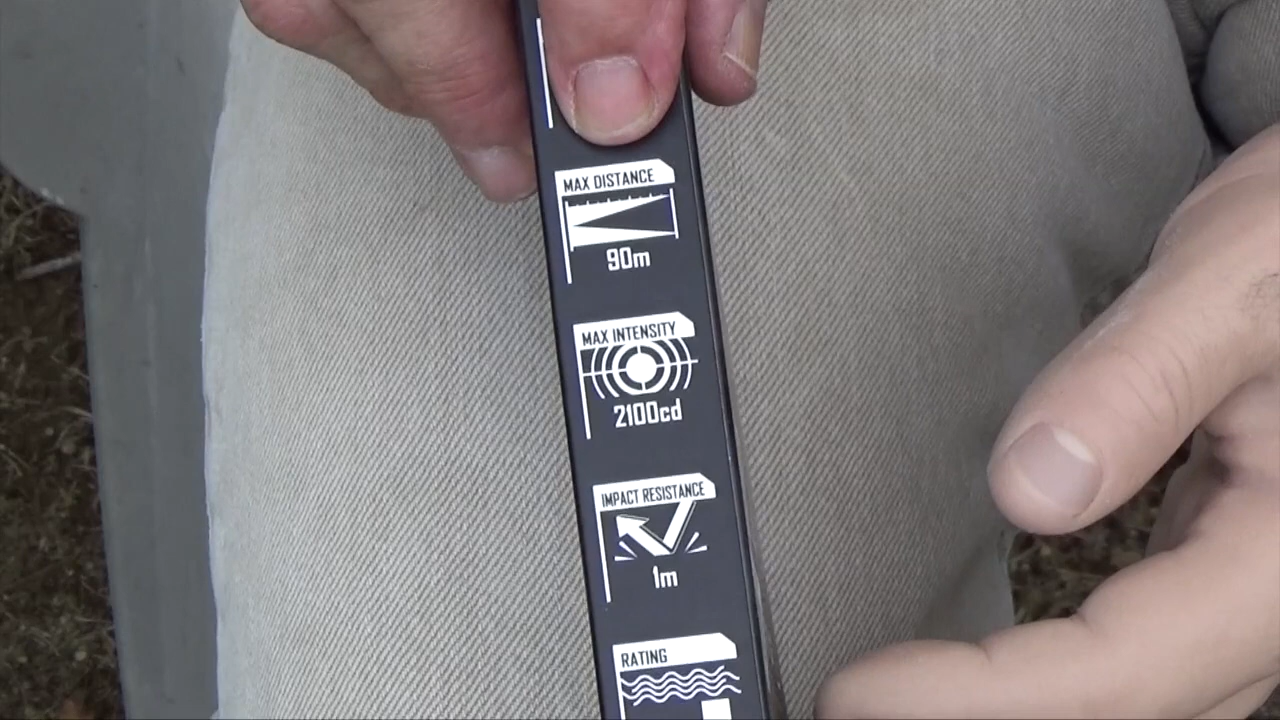 MAX DISTANCE
90m
MAX INTENSITY
2100cd
IMPACT RESISTANCE
1m
RATING